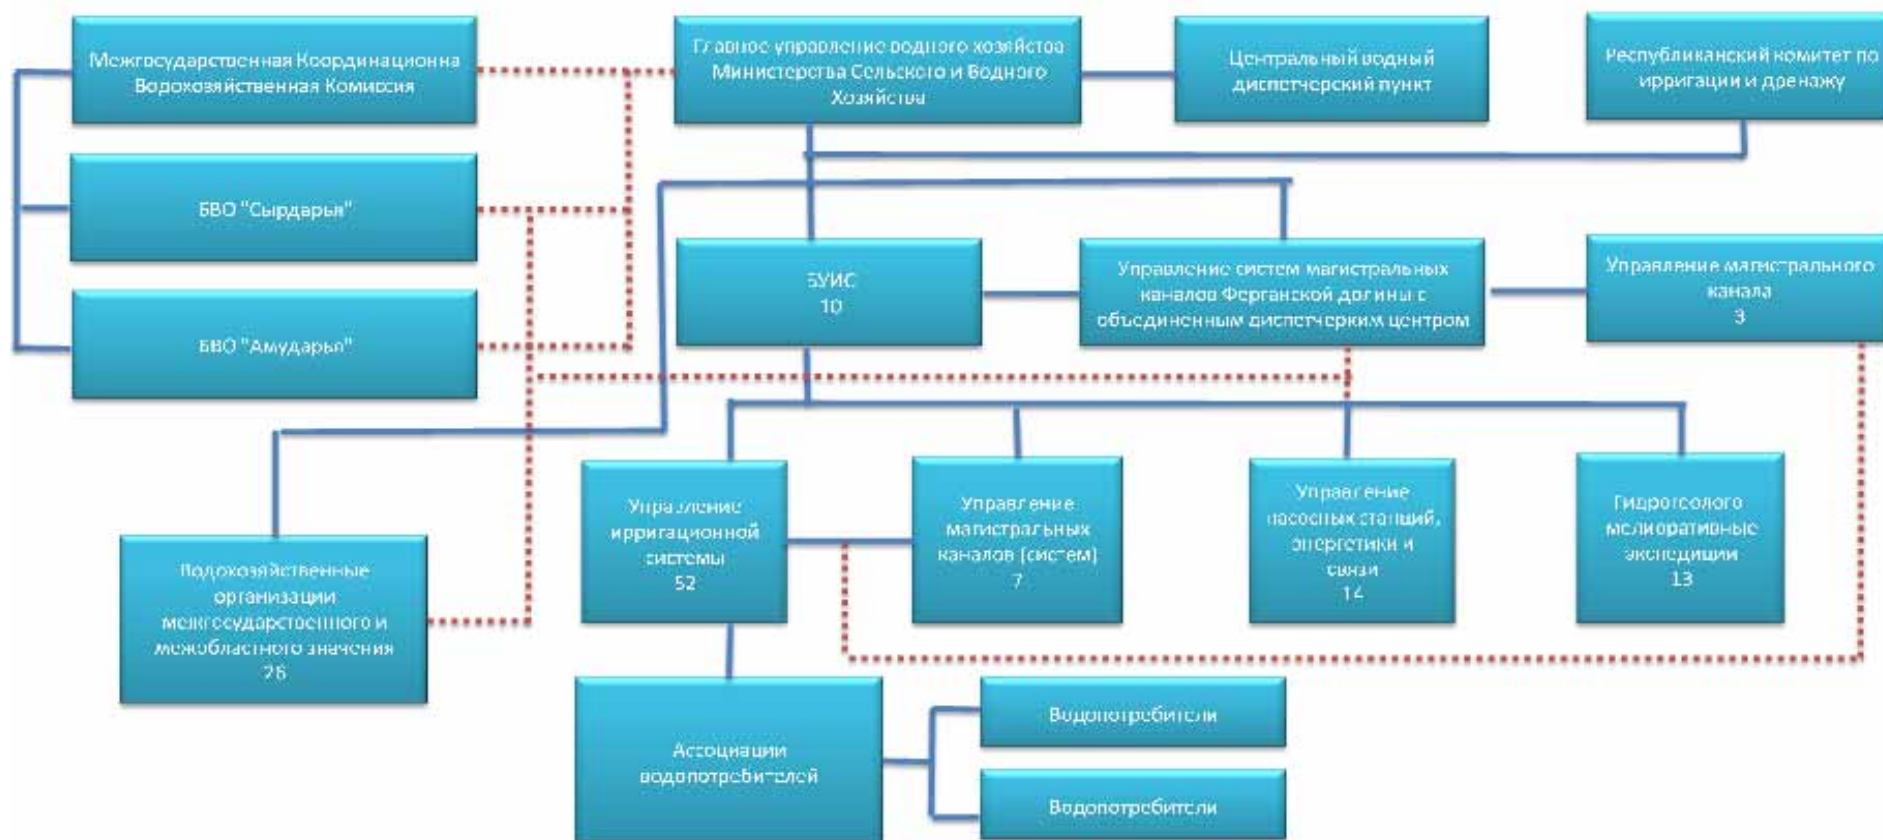 Межгосударственная Координационна
Водохозяйственная Комиссия
Главное управление водного хозяйства
Министерства Сельского и Водного
Хозяйства
Центральный водный
диспетчерский пункт
Республиканский комитет по
ирригации и дренажу
БВО "Сырдарья"
БВО "Амударья"
БУИС
10
Управление систем магистральных
каналов Ферганской долины с
объединенным диспетчерким центром
Управление магистрального
канала
3
Водохозяйственные
организации
межгосударственного и
межобластного значения
26
Управление
ирригационной
системы
52
Управление
магистральных
каналов (систем)
7
Управление
насосных станций,
энергетики и
связи
14
Гидрогеолого
мелиоративные
экспедиции
13
Ассоциации
водопотребителей
Водопотребители
Водопотребители